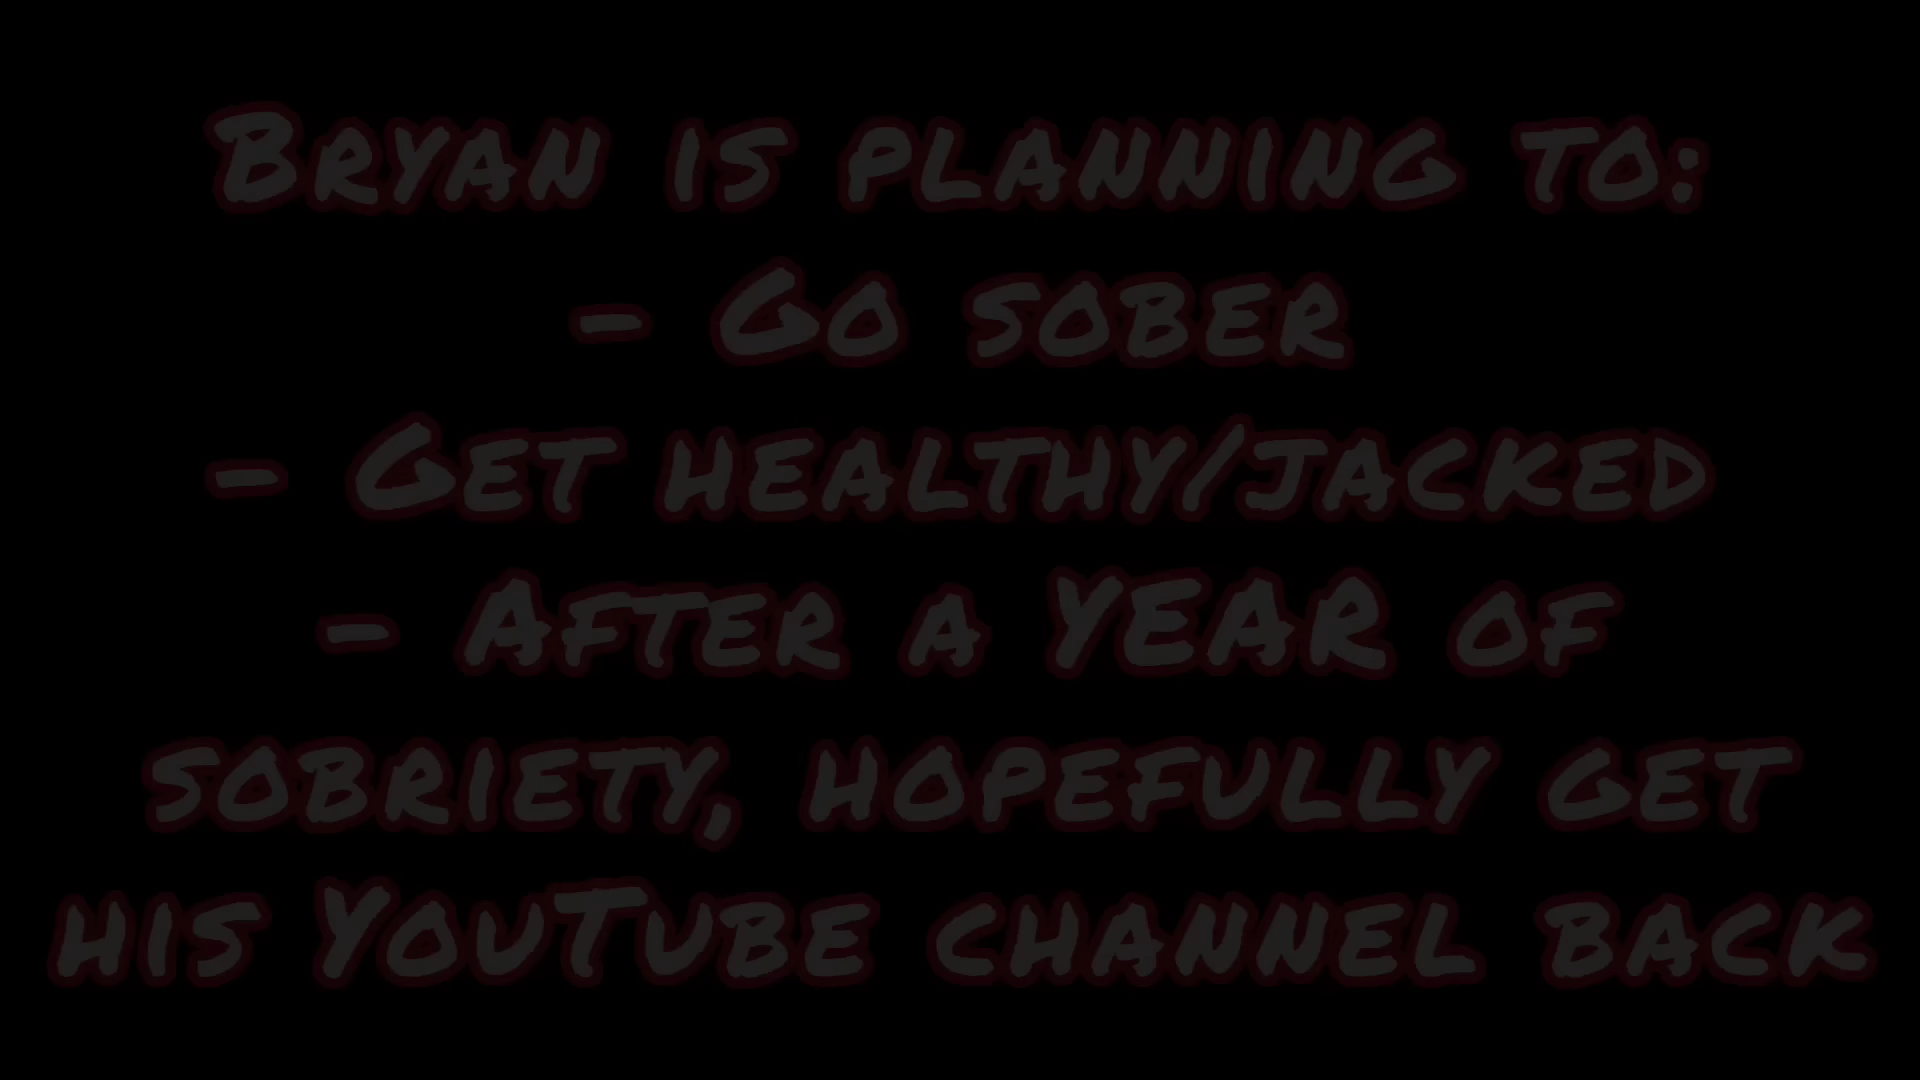 Bryan is planning to:
- Go sober
- Get healthy/jacked
- After a YEAR of
sobriety, hopefully get
his YouTube channel back